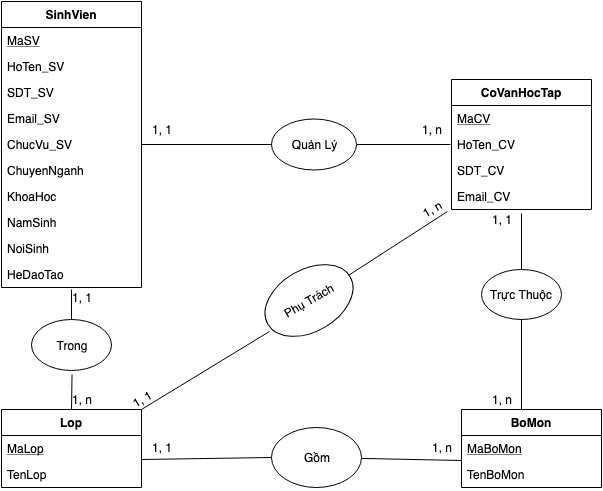 SinhVien
MaSV
HoTen_SV
SDT_SV
Email_SV
ChucVu_SV
ChuyenNganh
KhoaHoc
NamSinh
NoiSinh
HeDaoTao
1, 1
Quản Lý
1, n
CoVanHocTap
MaCV
HoTen_CV
SDT_CV
Email_CV
1, n
1, 1
Phụ Trách
Trực Thuộc
1, 1
Trong
1, n
1, 1
1, n
Lop
MaLop
TenLop
1, 1
Gồm
1, n
BoMon
MaBoMon
TenBoMon